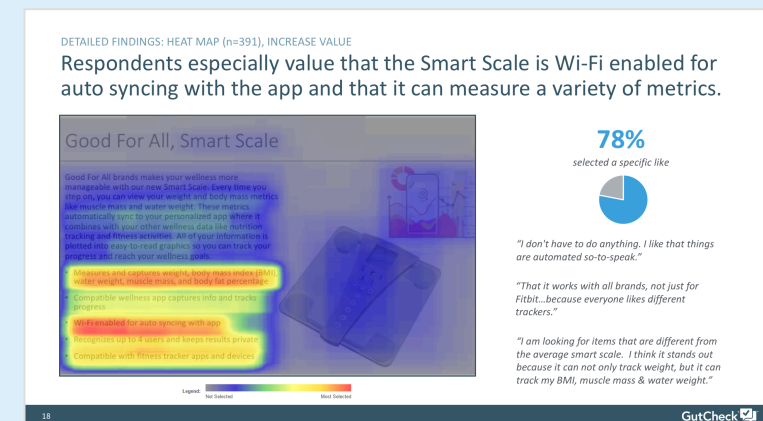 DETAILED FINDINGS: HEAT MAP (n=391), INCREASE VALUE
Respondents especially value that the Smart Scale is Wi-Fi enabled for
auto syncing with the app and that it can measure a variety of metrics.
Good For All, Smart Scale
Good For All brands makes your wellness more
manageable with our new Smart Scale. Every time you
step on, you can view your weight and body mass metrics
like muscle mass and water weight. These metrics
automatically sync to your personalized app where it
combines with your other wellness data like nutrition
tracking and fitness activities. All of your information is
plotted into easy-to-read graphics so you can track your
progress and reach your wellness goals.
• Measures and captures weight, body mass index (BMI),
water weight, muscle mass, and body fat percentage
• Compatible wellness app captures info and tracks
progress
• Wi-Fi enabled for auto syncing with app
• Recognizes up to 4 users and keeps results private
• Compatible with fitness tracker apps and devices
Legend:
Not Selected
Most Selected
78%
selected a specific like
"I don't have to do anything. I like that things
are automated so-to-speak."
"That it works with all brands, not just for
Fitbit...because everyone likes different
trackers."
"I am looking for items that are different from
the average smart scale. I think it stands out
because it can not only track weight, but it can
track my BMI, muscle mass & water weight."
18
GutCheck